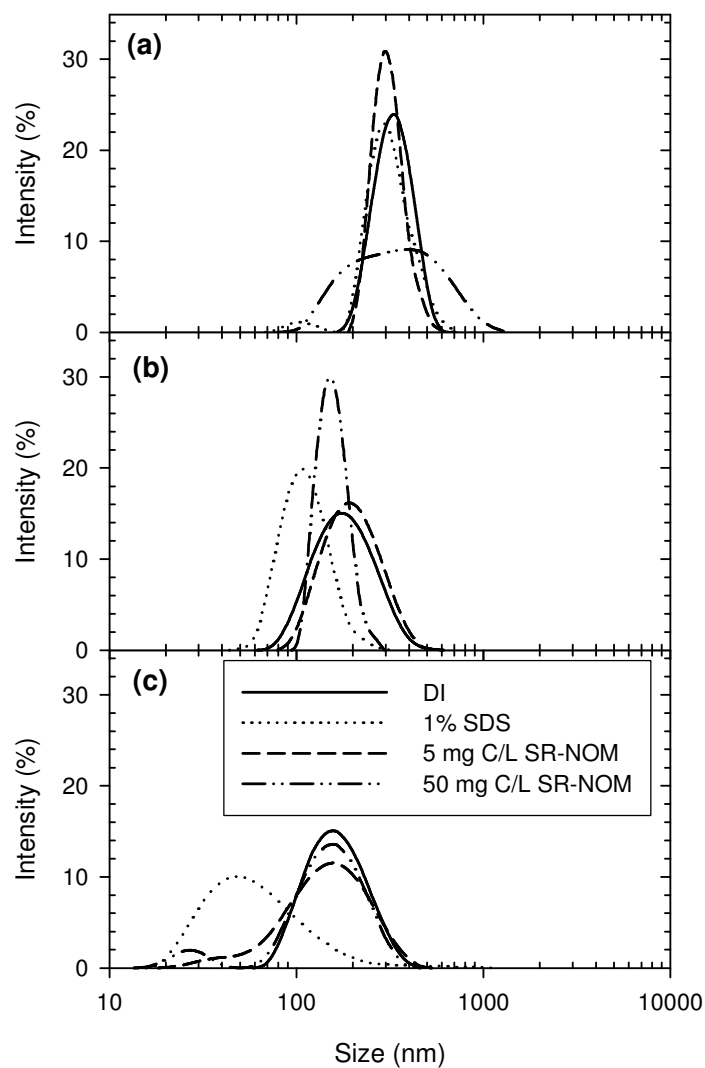 (a)
30
20
10
0
Intensity (%)
(b)
30
20
10
0
Intensity (%)
(c)
DI
1% SDS
5 mg C/L SR-NOM
50 mg C/L SR-NOM
30
20
10
0
Intensity (%)
10 100 1000 10000
Size (nm)